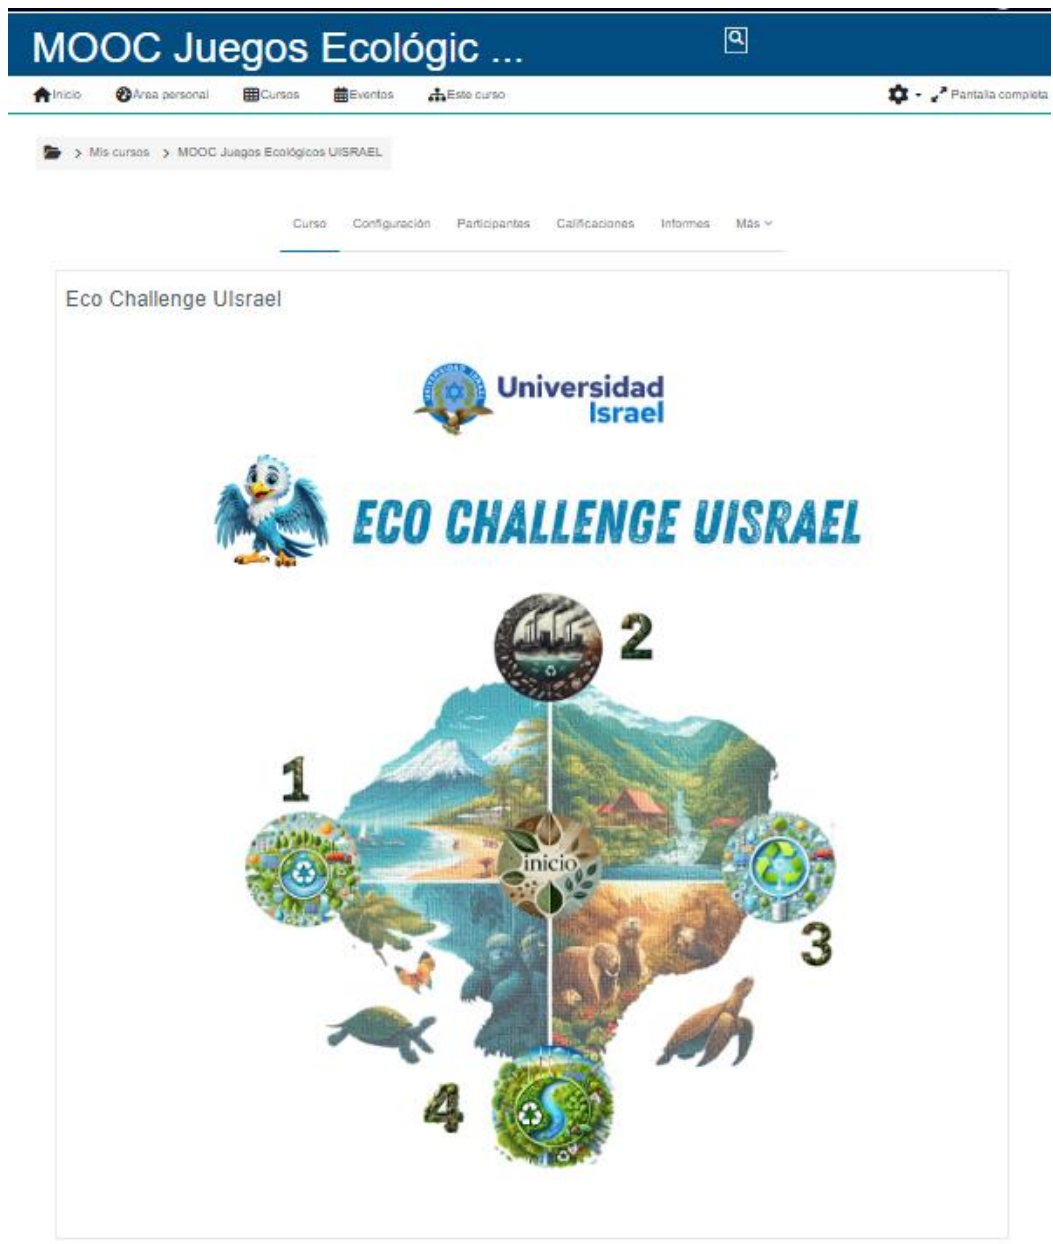 MOOC Juegos Ecológic ...
Inicio Área personal Cursos Eventos Este curso Pantalla completa
> Mis cursos > MOOC Juegos Ecológicos UISRAEL
Curso Configuración Participantes Calificaciones Informes Más
Eco Challenge UIsrael
Universidad
Israel
ECO CHALLENGE UISRAEL
2
1
inicio
3
4